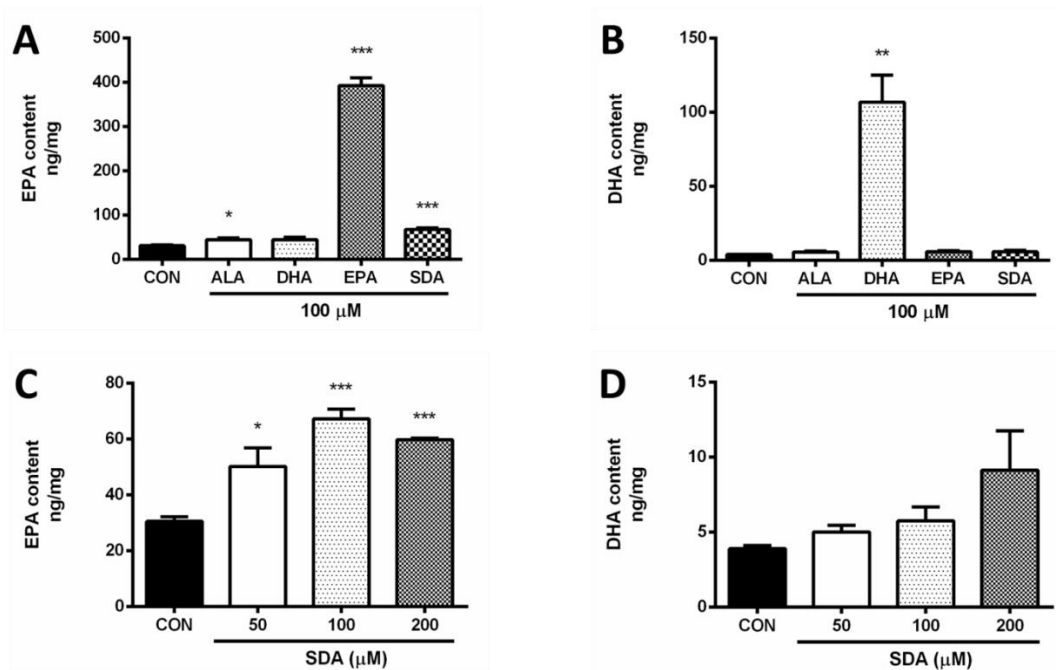 A
EPA content
ng/mg
500
400
300
200
100
0
*
***
***
CON ALA DHA EPA SDA
100 μM
B
DHA content
ng/mg
150
100
50
0
**
CON ALA DHA EPA SDA
100 μM
C
EPA content
ng/mg
80
60
40
20
0
*
***
***
CON 50 100 200
SDA (μM)
D
DHA content
ng/mg
15
10
5
0
CON 50 100 200
SDA (μM)